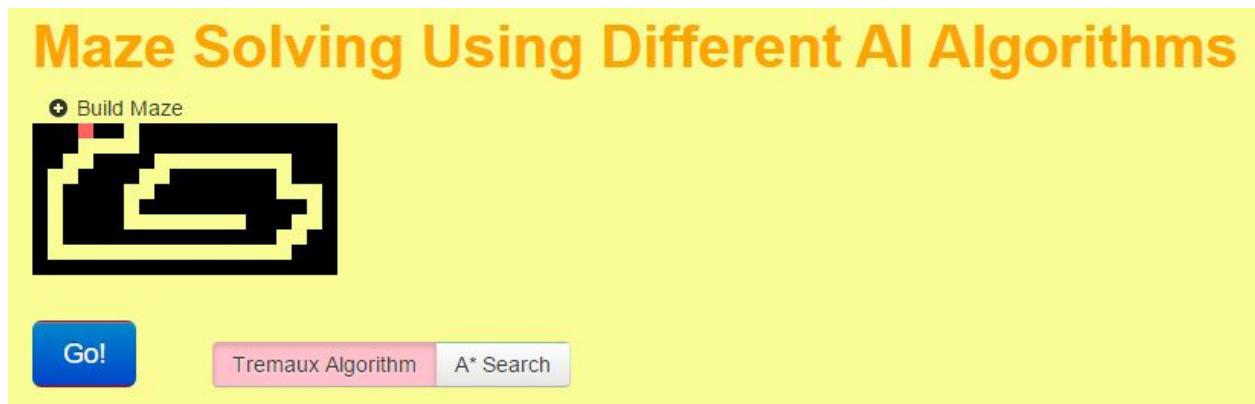 Maze Solving Using Different AI Algorithms
Build Maze
Go!
Tremaux Algorithm
A* Search